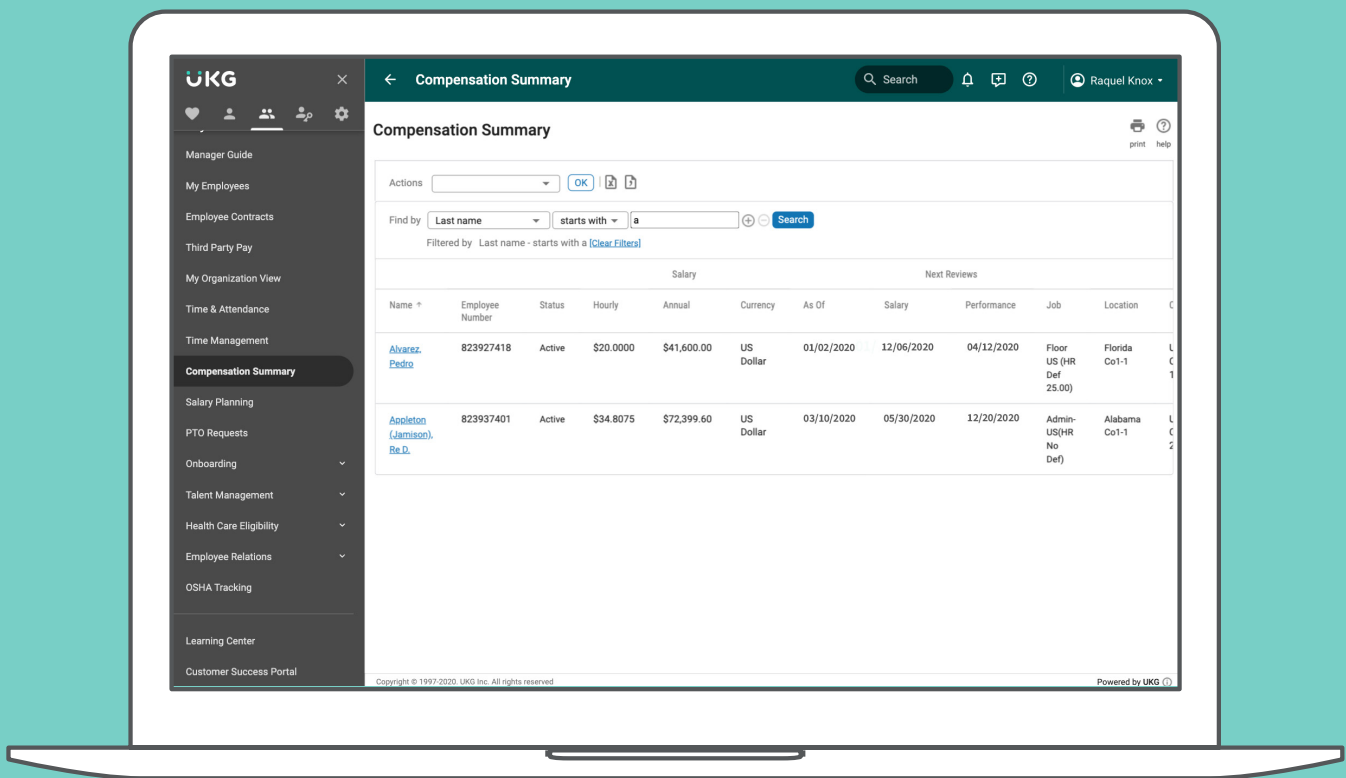 UKG
Compensation Summary
Search
Raquel Knox
Manager Guide
My Employees
Employee Contracts
Third Party Pay
My Organization View
Time & Attendance
Time Management
Compensation Summary
Salary Planning
PTO Requests
Onboarding
Talent Management
Health Care Eligibility
Employee Relations
OSHA Tracking
Learning Center
Customer Success Portal
Compensation Summary
print help
Actions OK
Find by Last name starts with a Search
Filtered by Last name - starts with a [Clear Filters]
Salary Next Reviews
Name Employee Number Status Hourly Annual Currency As Of Salary Performance Job Location
Alvarez, 823927418 Active $20.0000 $41,600.00 US 01/02/2020 12/06/2020 04/12/2020 Floor Florida
Pedro Dollar US (HR Co1-1
Def
25.00)
Appleton 823937401 Active $34.8075 $72,399.60 US 03/10/2020 05/30/2020 12/20/2020 Admin- Alabama
(Jamison), Dollar US(HR Co1-1
Re D. No
Def)
Copyright © 1997-2020. UKG Inc. All rights reserved Powered by UKG